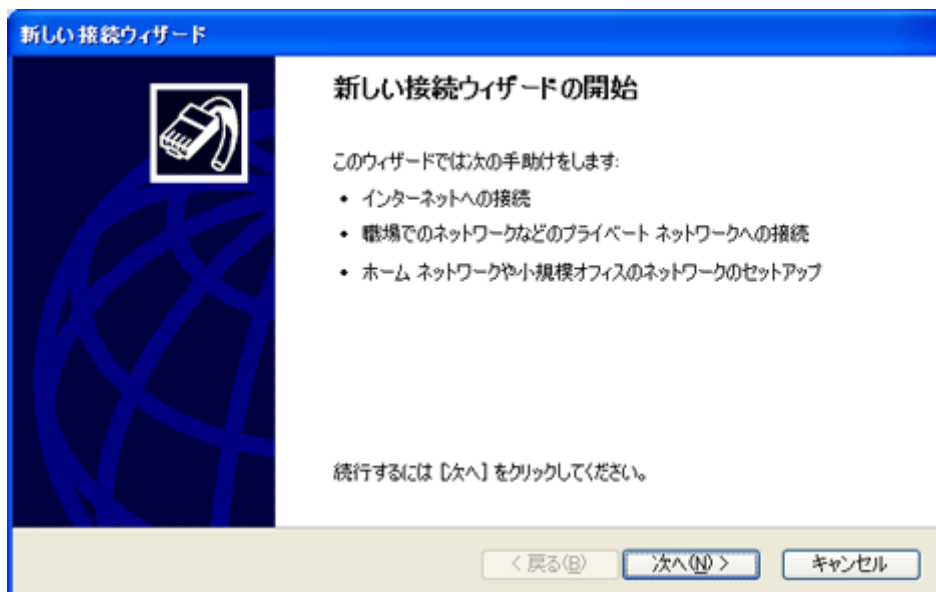 新しい接続ウィザード
新しい接続ウィザードの開始
このウィザードでは次の手助けをします:
• インターネットへの接続
• 職場でのネットワークなどのプライベート ネットワークへの接続
• ホーム ネットワークや小規模オフィスのネットワークのセットアップ
続行するには [次へ] をクリックしてください。
< 戻る(B) 次へ(N) > キャンセル